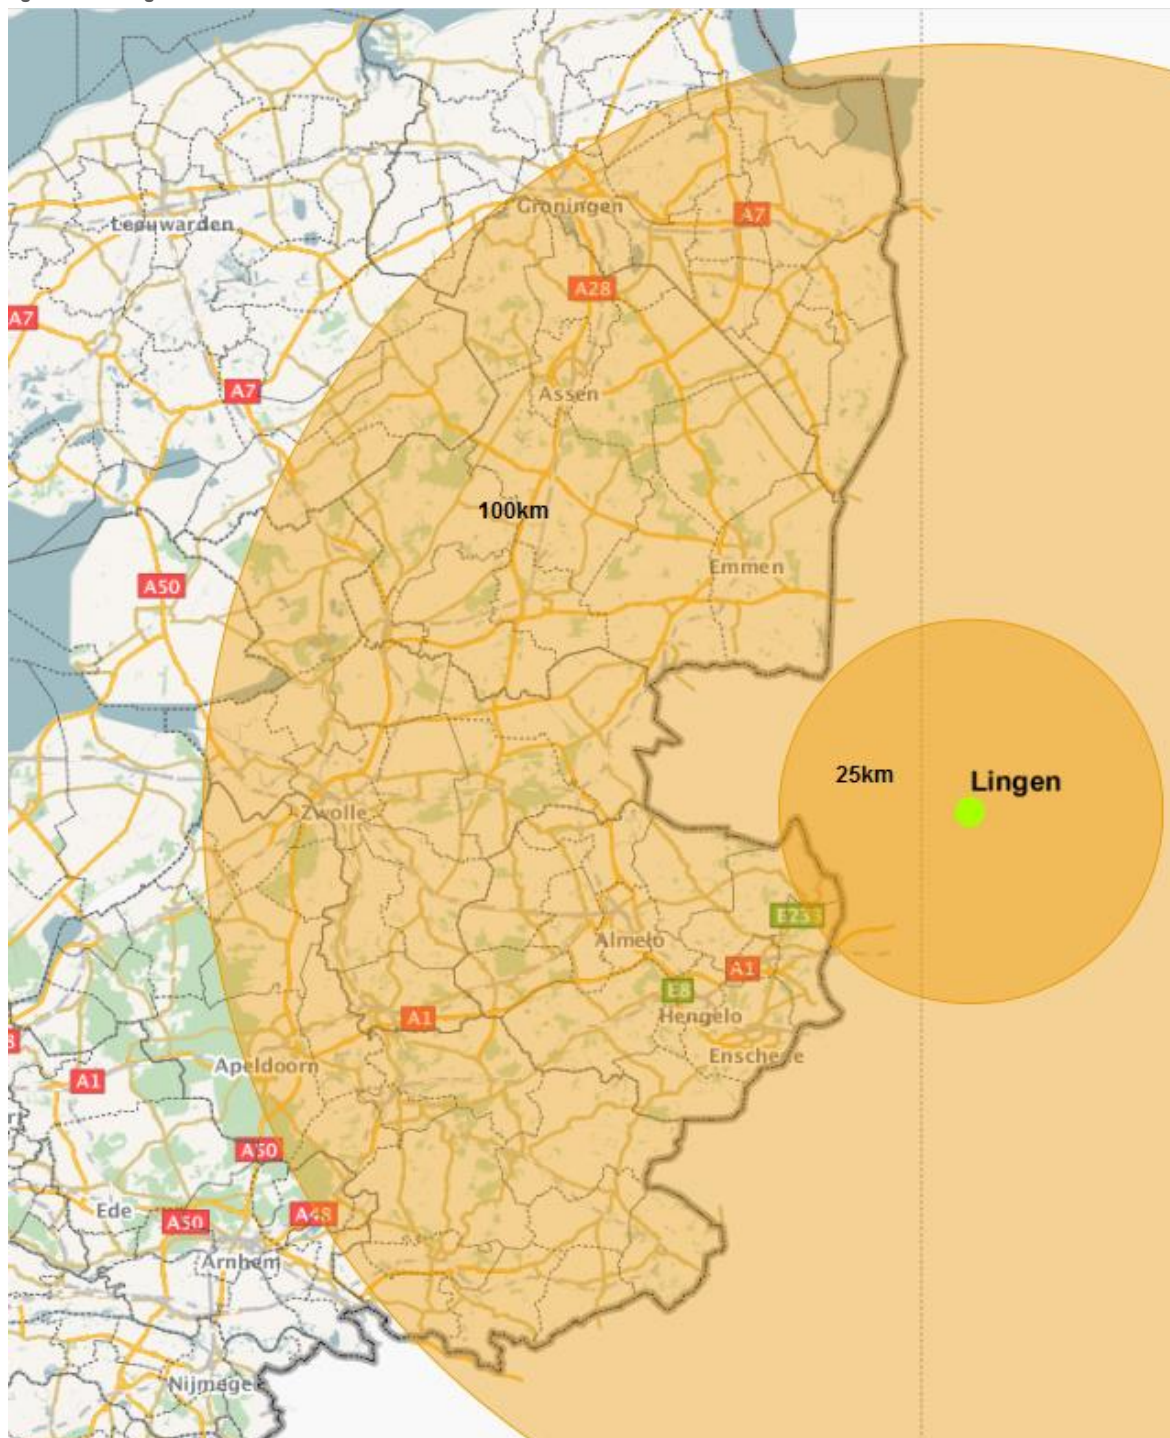 Groningen
A7
Leeuwarden
A28
A7
A7
Assen
100km
Emmen
A50
25km
Lingen
Zwolle
E233
Almelo
A1
E8
Hengelo
A1
Enschede
Apeldoorn
A1
A50
Ede
A50
A48
Arnhem
Nijmegen